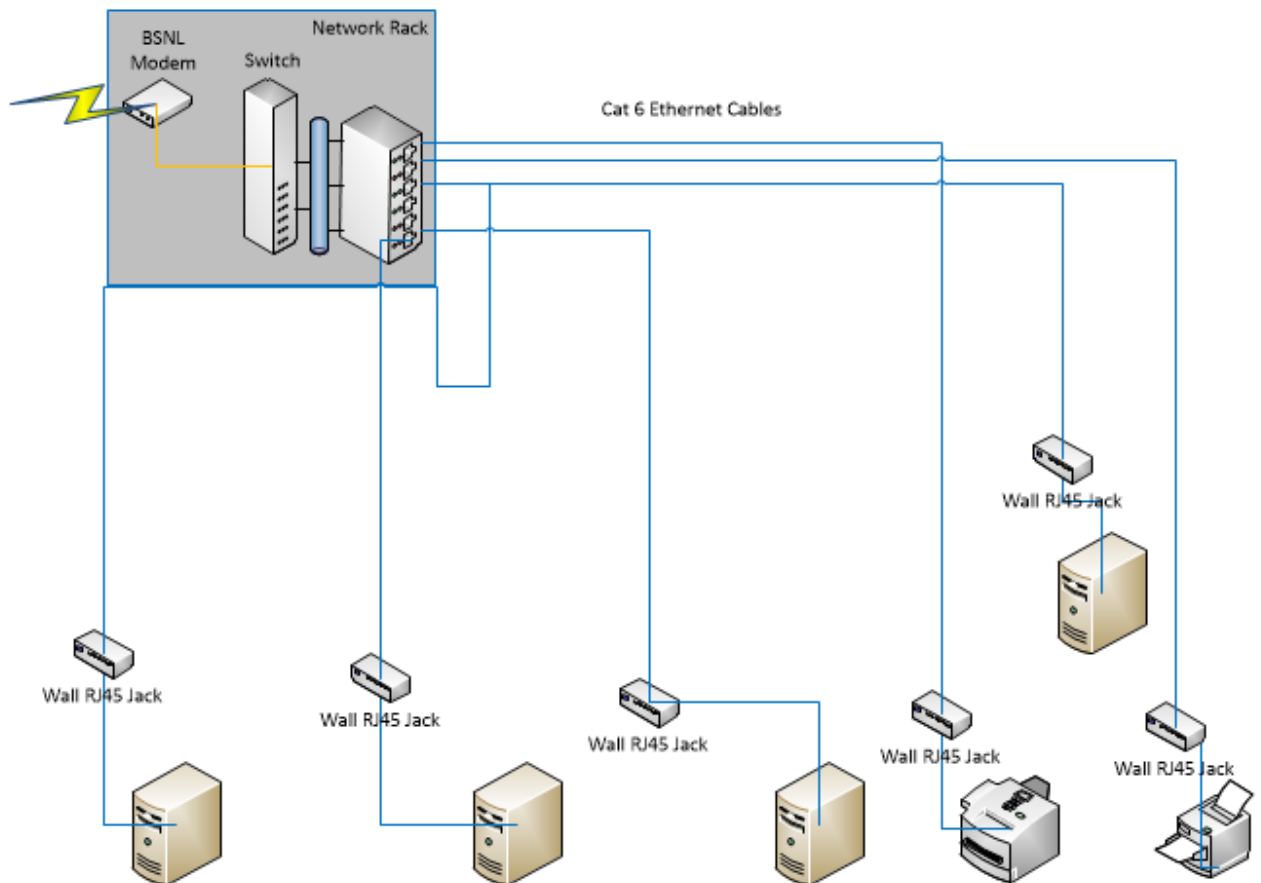 Network Rack
BSNL
Modem
Switch
Cat 6 Ethernet Cables
Wall RJ45 Jack
Wall RJ45 Jack
Wall RJ45 Jack
Wall RJ45 Jack
Wall RJ45 Jack
Wall RJ45 Jack